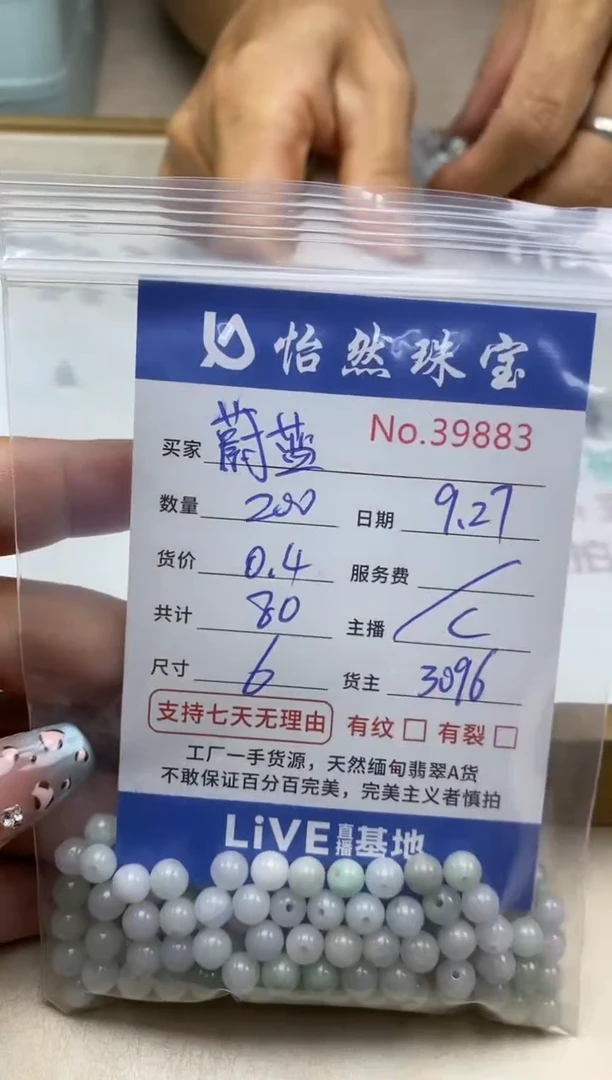 怡然珠宝
No.39883
买家 蔚蓝
数量 200 日期 9.27
货价 0.4 服务费 /
共计 80 主播 C
尺寸 6 货主 3096
支持七天无理由 有纹 □ 有裂 □
工厂一手货源，天然缅甸翡翠A货
不敢保证百分百完美，完美主义者慎拍
LiVE直播基地